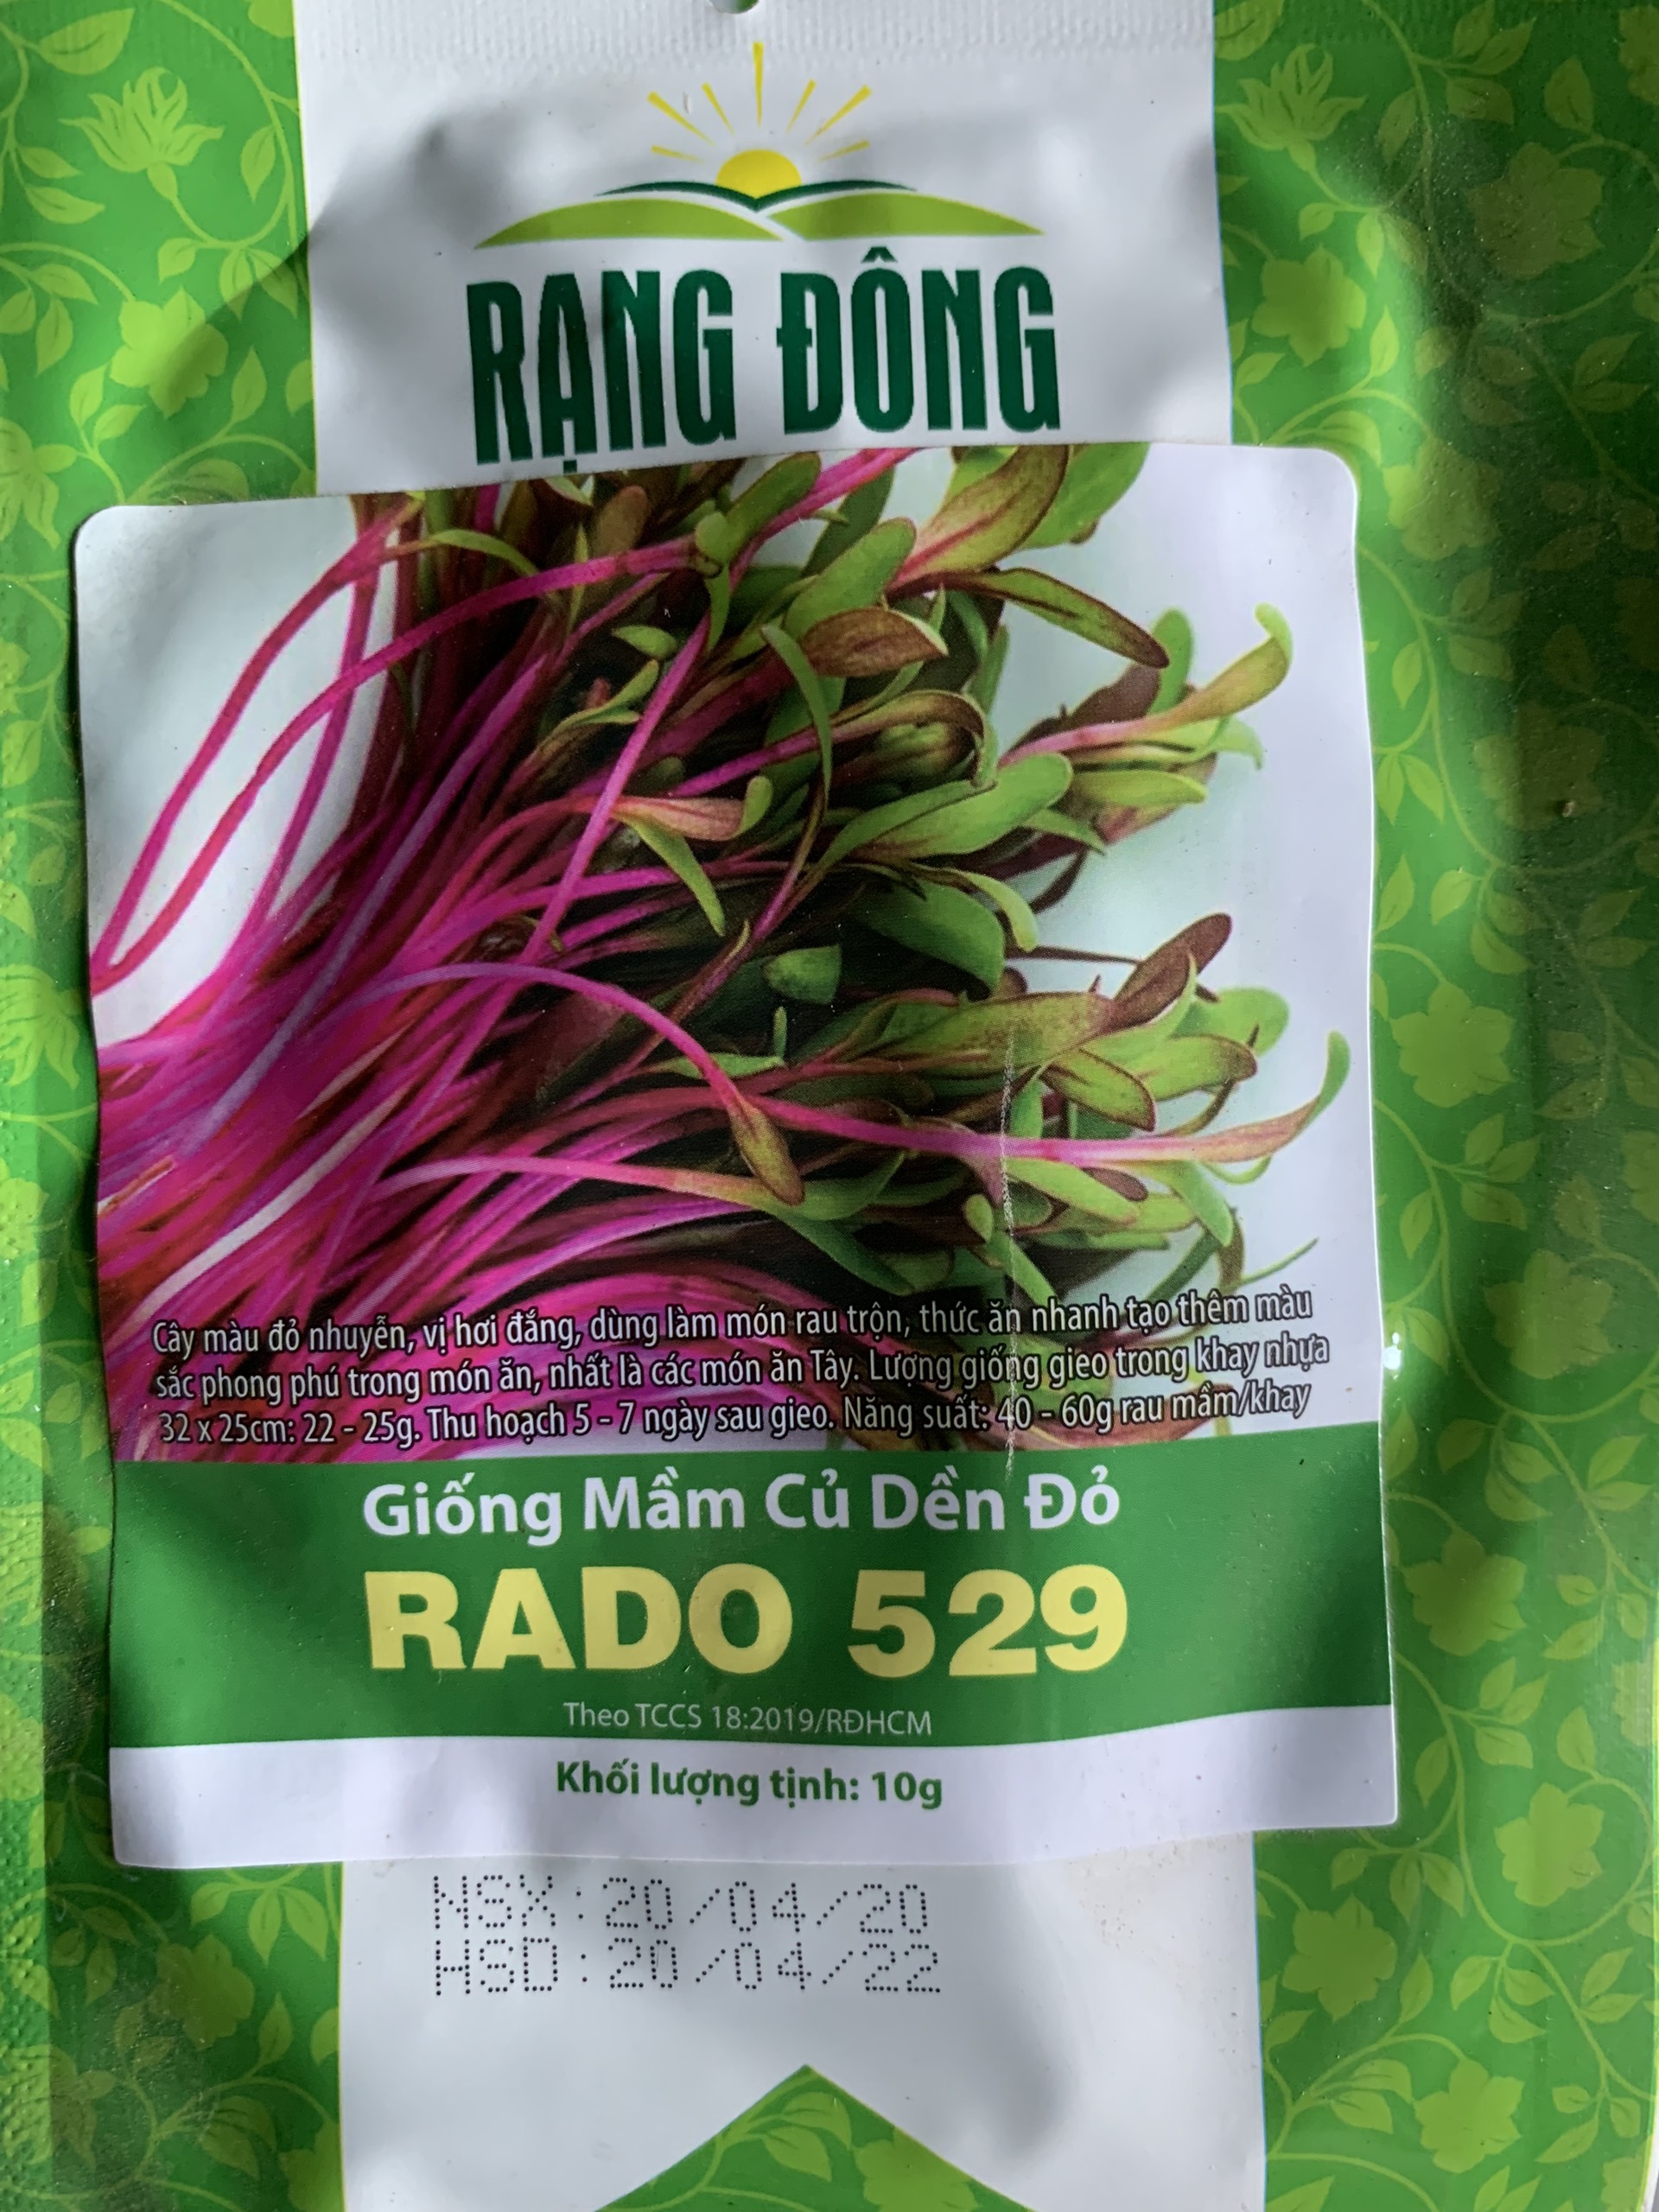 RẠNG ĐÔNG
Cây màu đỏ nhuyễn, vị hơi đắng, dùng làm món rau trộn, thức ăn nhanh tạo thêm màu
sắc phong phú trong món ăn, nhất là các món ăn Tây. Lượng giống gieo trong khay nhựa
32 x 25cm: 22 - 25g. Thu hoạch 5 - 7 ngày sau gieo. Năng suất: 40 - 60g rau mầm/khay
Giống Mầm Củ Dền Đỏ
RADO 529
Theo TCCS 18:2019/RĐHCM
Khối lượng tịnh: 10g
NSX:20/04/20
HSD:20/04/22